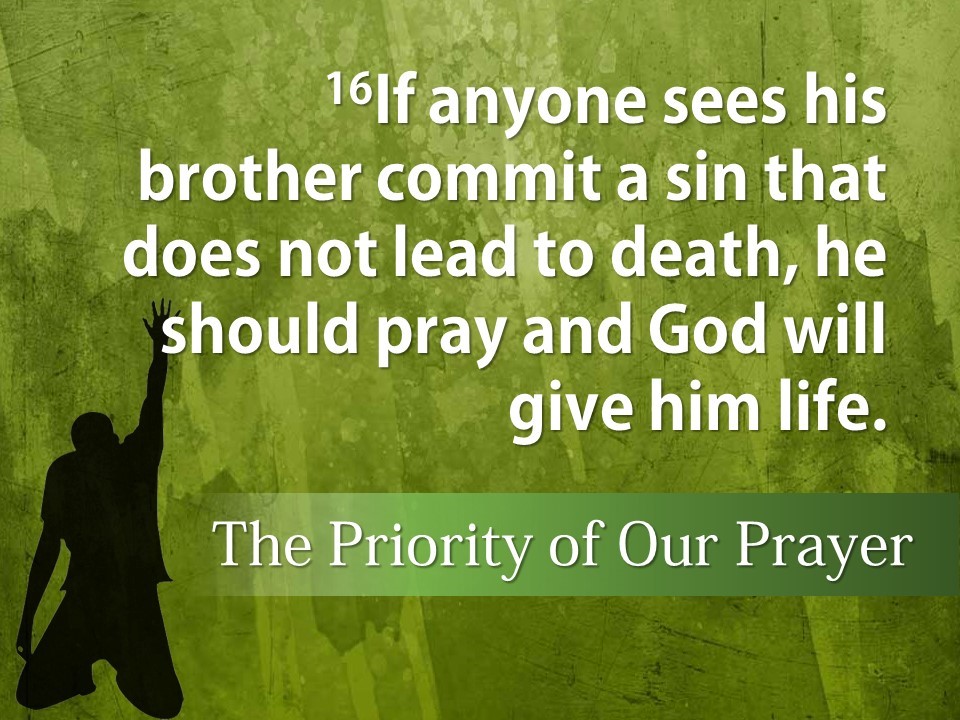 16If anyone sees his
brother commit a sin that
does not lead to death, he
should pray and God will
give him life.
The Priority of Our Prayer